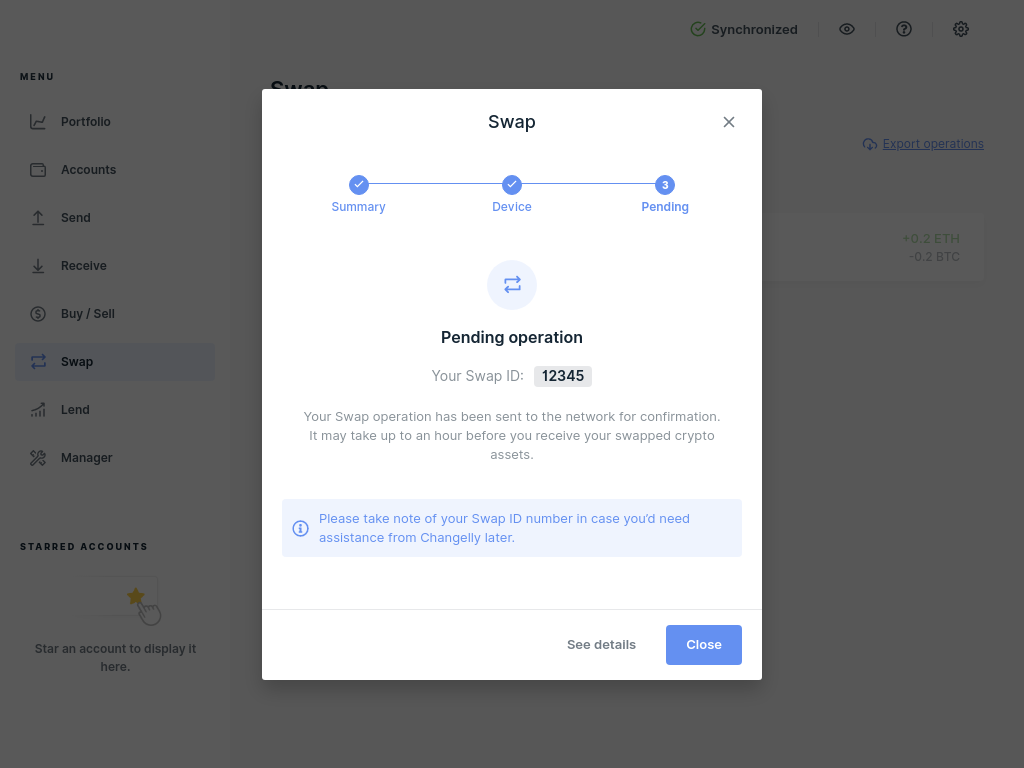 Synchronized
MENU
Swap
Portfolio
Export operations
Accounts
Send
+0.2 ETH
-0.2 BTC
Receive
Buy / Sell
Swap
Lend
Manager
STARRED ACCOUNTS
Star an account to display it
here.
Swap
Summary
Device
3
Pending
Pending operation
Your Swap ID: 12345
Your Swap operation has been sent to the network for confirmation.
It may take up to an hour before you receive your swapped crypto
assets.
Please take note of your Swap ID number in case you’d need
assistance from Changelly later.
See details
Close